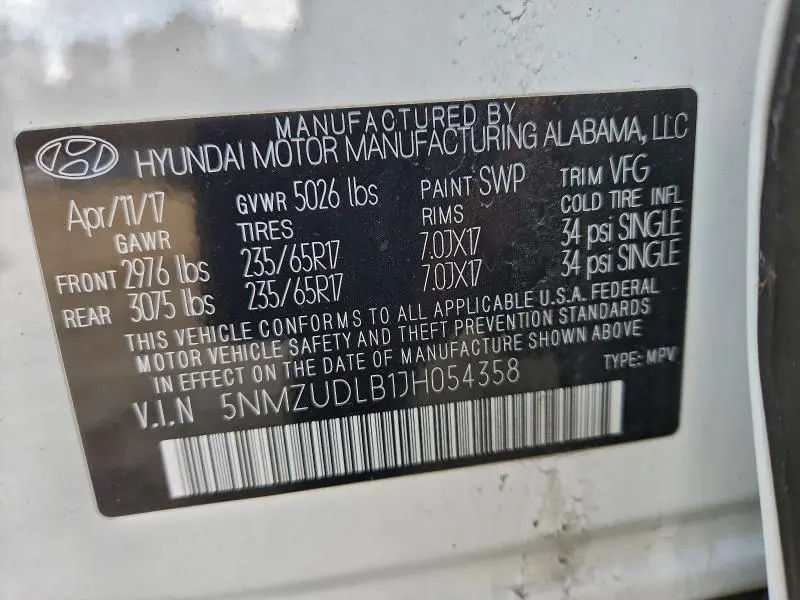 MANUFACTURED BY
HYUNDAI MOTOR MANUFACTURING ALABAMA, LLC
Apr/11/17 GVWR 5026 lbs PAINT SWP TRIM VFG
GAWR TIRES RIMS COLD TIRE INFL
FRONT 2976 lbs 235/65R17 7.0JX17 34 psi SINGLE
REAR 3075 lbs 235/65R17 7.0JX17 34 psi SINGLE
THIS VEHICLE CONFORMS TO ALL APPLICABLE U.S.A. FEDERAL
MOTOR VEHICLE SAFETY AND THEFT PREVENTION STANDARDS
IN EFFECT ON THE DATE OF MANUFACTURE SHOWN ABOVE
V.I.N 5NMZUDLB1JH054358 TYPE: MPV